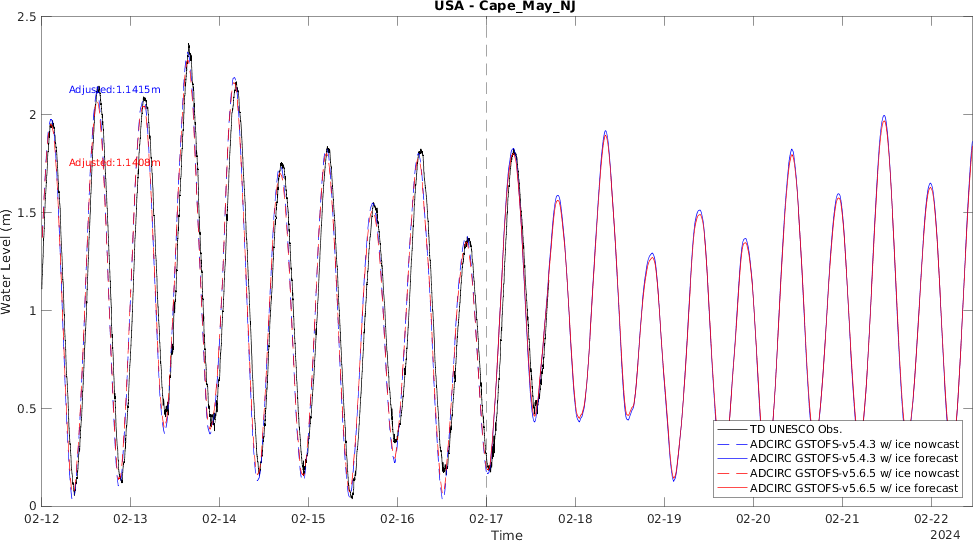 USA - Cape_May_NJ
2.5
2
1.5
1
0.5
0
Water Level (m)
Adjusted:1.1415m
Adjusted:1.1408m
TD UNESCO Obs.
ADCIRC GSTOFS-v5.4.3 w/ ice nowcast
ADCIRC GSTOFS-v5.4.3 w/ ice forecast
ADCIRC GSTOFS-v5.6.5 w/ ice nowcast
ADCIRC GSTOFS-v5.6.5 w/ ice forecast
02-12 02-13 02-14 02-15 02-16 02-17 02-18 02-19 02-20 02-21 02-22
Time
2024